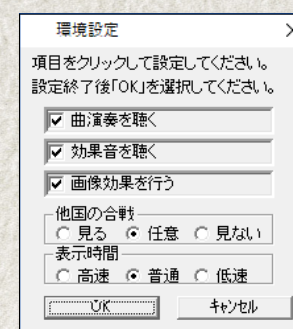 環境設定
項目をクリックして設定してください。
設定終了後「OK」を選択してください。
曲演奏を聴く
効果音を聴く
画像効果を行う
他国の合戦
見る 任意 見ない
表示時間
高速 普通 低速
OK キャンセル